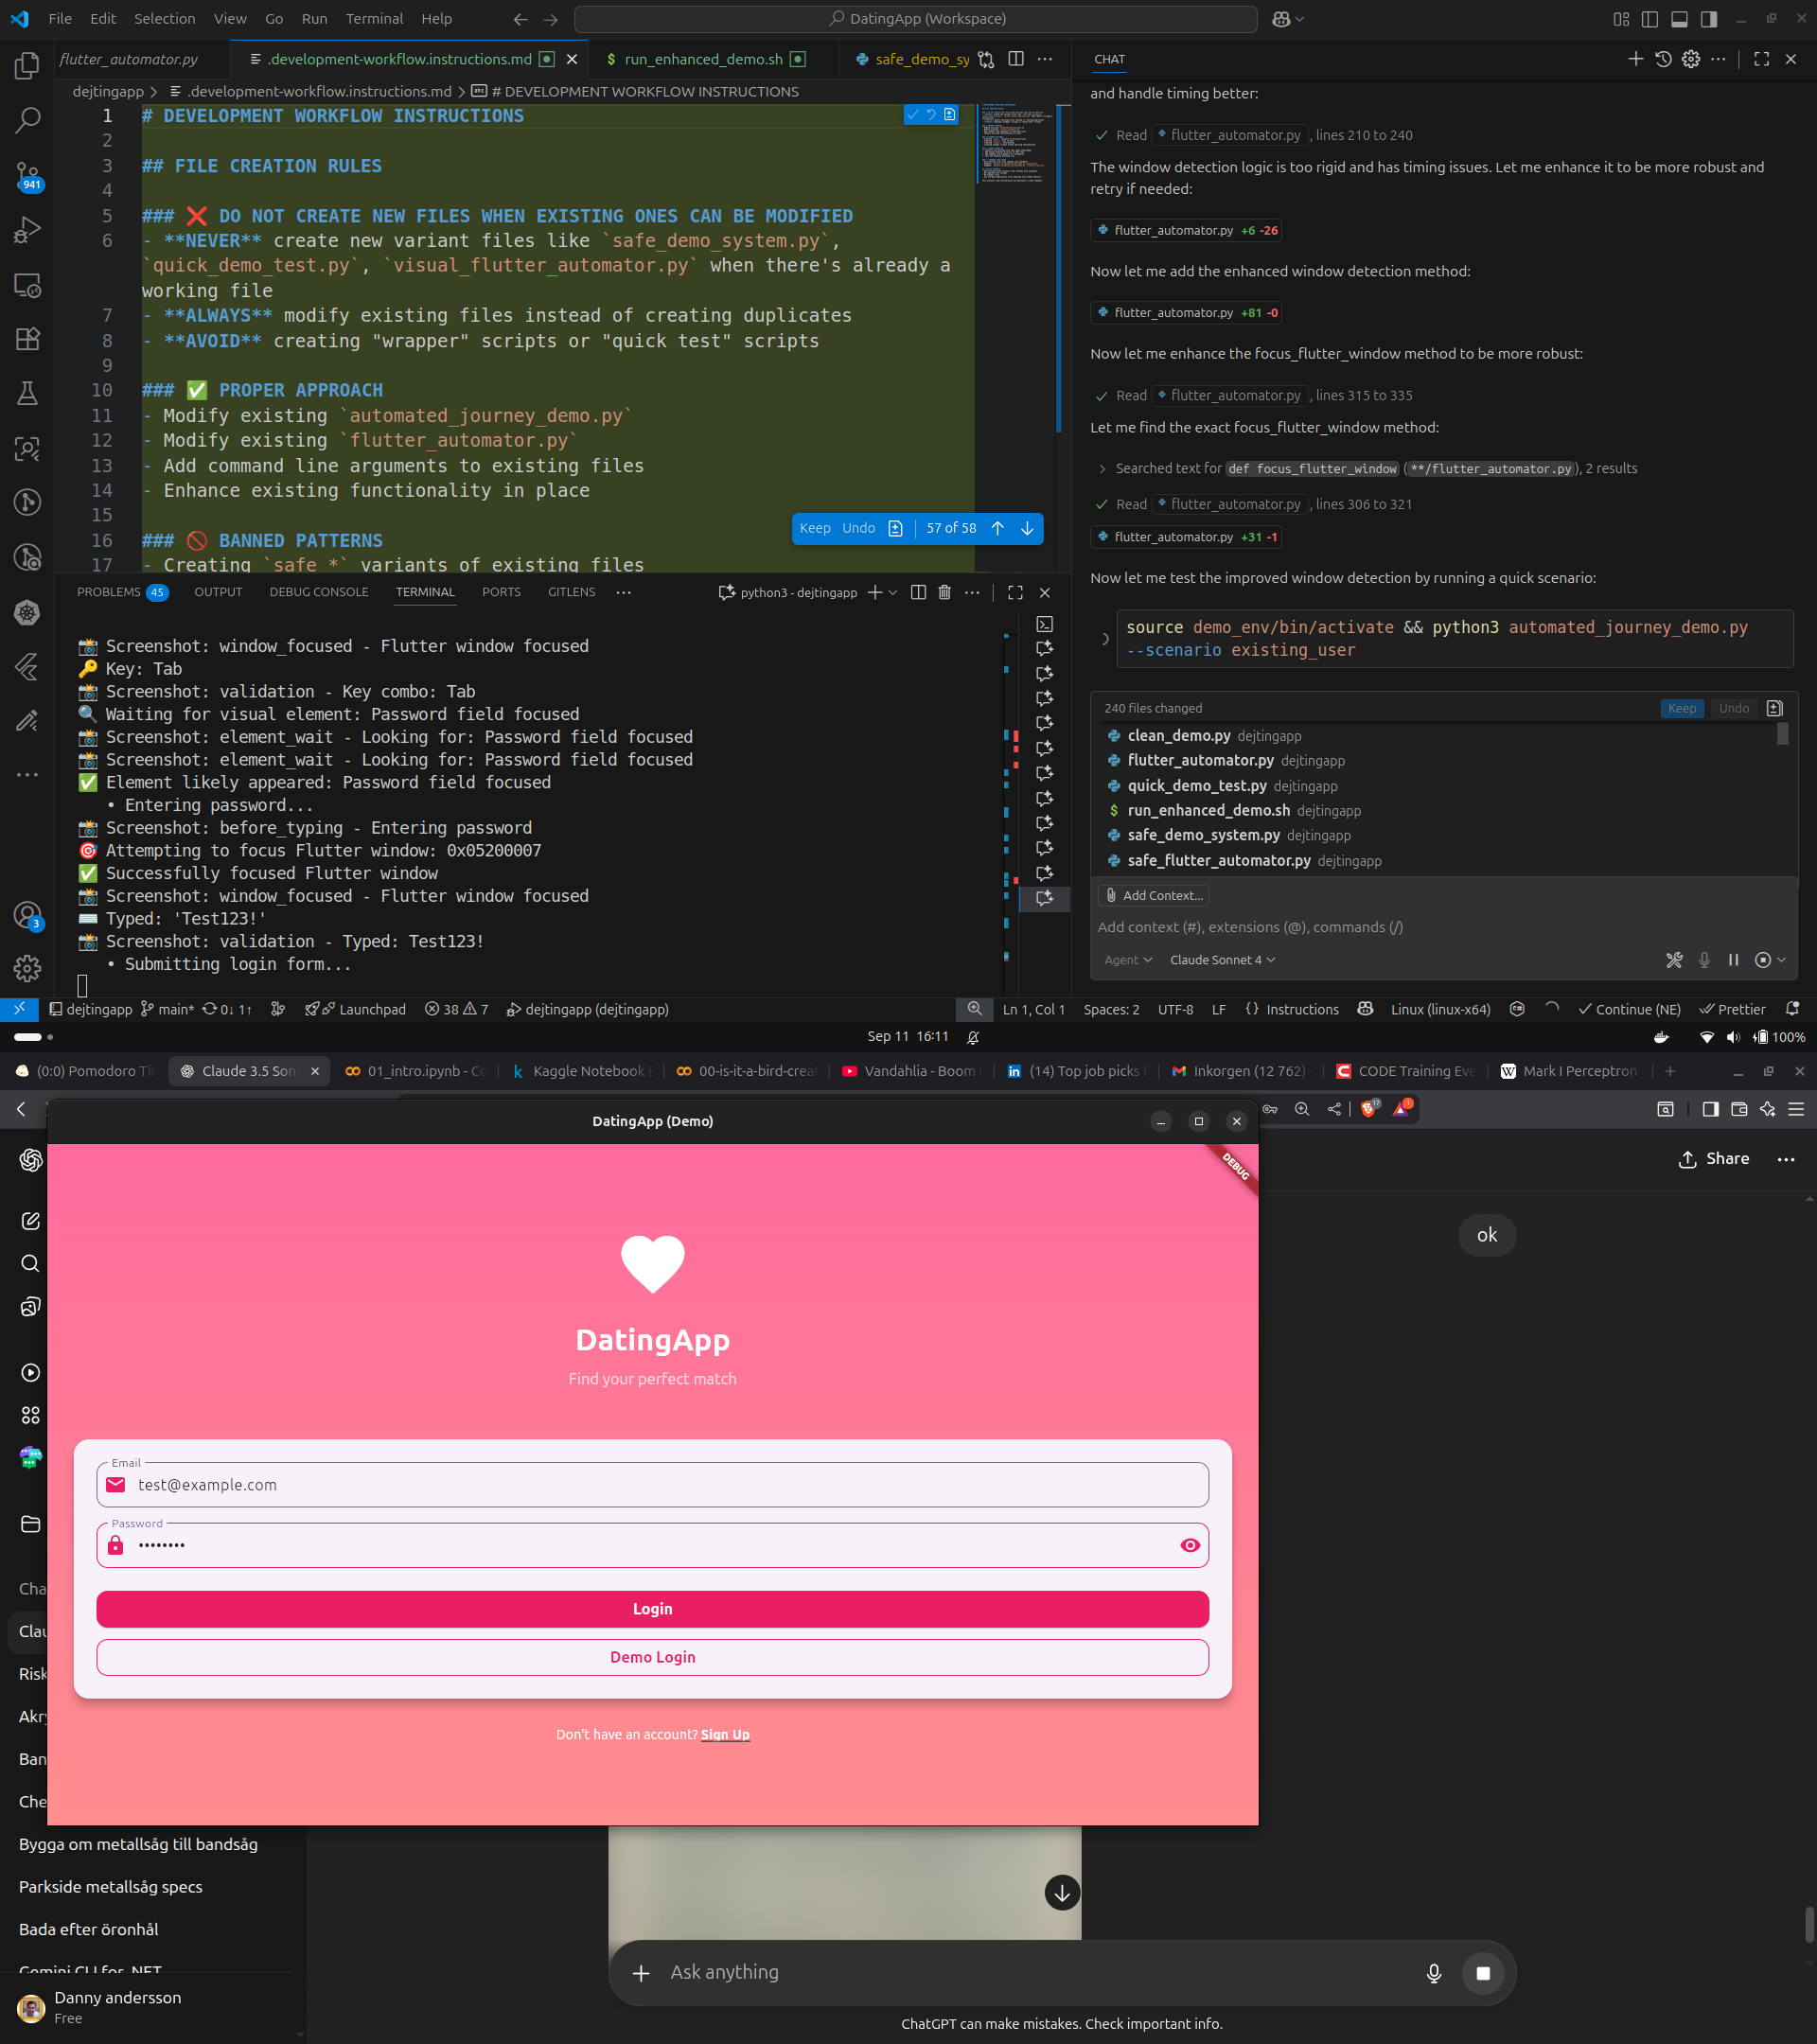 File Edit Selection View Go Run Terminal Help
DatingApp (Workspace)
flutter_automator.py
.development-workflow.instructions.md
run_enhanced_demo.sh
safe_demo_sy
dejtingapp > .development-workflow.instructions.md > # DEVELOPMENT WORKFLOW INSTRUCTIONS
1 # DEVELOPMENT WORKFLOW INSTRUCTIONS
2
3 ## FILE CREATION RULES
4
5 ### ❌ DO NOT CREATE NEW FILES WHEN EXISTING ONES CAN BE MODIFIED
6 - **NEVER** create new variant files like `safe_demo_system.py`,
`quick_demo_test.py`, `visual_flutter_automator.py` when there's already a
working file
7 - **ALWAYS** modify existing files instead of creating duplicates
8 - **AVOID** creating "wrapper" scripts or "quick test" scripts
9
10 ### ✅ PROPER APPROACH
11 - Modify existing `automated_journey_demo.py`
12 - Modify existing `flutter_automator.py`
13 - Add command line arguments to existing files
14 - Enhance existing functionality in place
15
16 ### 🚫 BANNED PATTERNS
17 - Creating `safe_*` variants of existing files
Keep Undo 57 of 58
941
3
PROBLEMS 45 OUTPUT DEBUG CONSOLE TERMINAL PORTS GITLENS
python3 - dejtingapp
📸 Screenshot: window_focused - Flutter window focused
🔑 Key: Tab
📸 Screenshot: validation - Key combo: Tab
🔍 Waiting for visual element: Password field focused
📸 Screenshot: element_wait - Looking for: Password field focused
📸 Screenshot: element_wait - Looking for: Password field focused
✅ Element likely appeared: Password field focused
• Entering password...
📸 Screenshot: before_typing - Entering password
🎯 Attempting to focus Flutter window: 0x05200007
✅ Successfully focused Flutter window
📸 Screenshot: window_focused - Flutter window focused
⌨️ Typed: 'Test123!'
📸 Screenshot: validation - Typed: Test123!
• Submitting login form...
CHAT
and handle timing better:
Read flutter_automator.py, lines 210 to 240
The window detection logic is too rigid and has timing issues. Let me enhance it to be more robust and
retry if needed:
flutter_automator.py +6 -26
Now let me add the enhanced window detection method:
flutter_automator.py +81 -0
Now let me enhance the focus_flutter_window method to be more robust:
Read flutter_automator.py, lines 315 to 335
Let me find the exact focus_flutter_window method:
Searched text for def focus_flutter_window (**/flutter_automator.py), 2 results
Read flutter_automator.py, lines 306 to 321
flutter_automator.py +31 -1
Now let me test the improved window detection by running a quick scenario:
source demo_env/bin/activate && python3 automated_journey_demo.py
--scenario existing_user
240 files changed Keep Undo
clean_demo.py dejtingapp
flutter_automator.py dejtingapp
quick_demo_test.py dejtingapp
run_enhanced_demo.sh dejtingapp
safe_demo_system.py dejtingapp
safe_flutter_automator.py dejtingapp
Add Context...
Add context (#), extensions (@), commands (/)
Agent Claude Sonnet 4
dejtingapp main* 0↓ 1↑ Launchpad 38 7 dejtingapp (dejtingapp)
Ln 1, Col 1 Spaces: 2 UTF-8 LF {} Instructions Linux (linux-x64) Continue (NE) Prettier
Sep 11 16:11
100%
(0:0) Pomodoro Tir
Claude 3.5 Son
01_intro.ipynb - Co
Kaggle Notebook
00-is-it-a-bird-crea
Vandahlia - Boom
(14) Top job picks
Inkorgen (12 762)
CODE Training Eve
Mark I Perceptron
17
1
DatingApp (Demo)
DEBUG
DatingApp
Find your perfect match
Email
test@example.com
Password
••••••••
Login
Demo Login
Don't have an account? Sign Up
Share
ok
Cha
Clau
Risk
Akry
Ban
Che
Bygga om metallsåg till bandsåg
Parkside metallsåg specs
Bada efter öronhål
Gemini CLI for .NET
Danny andersson
Free
Ask anything
ChatGPT can make mistakes. Check important info.